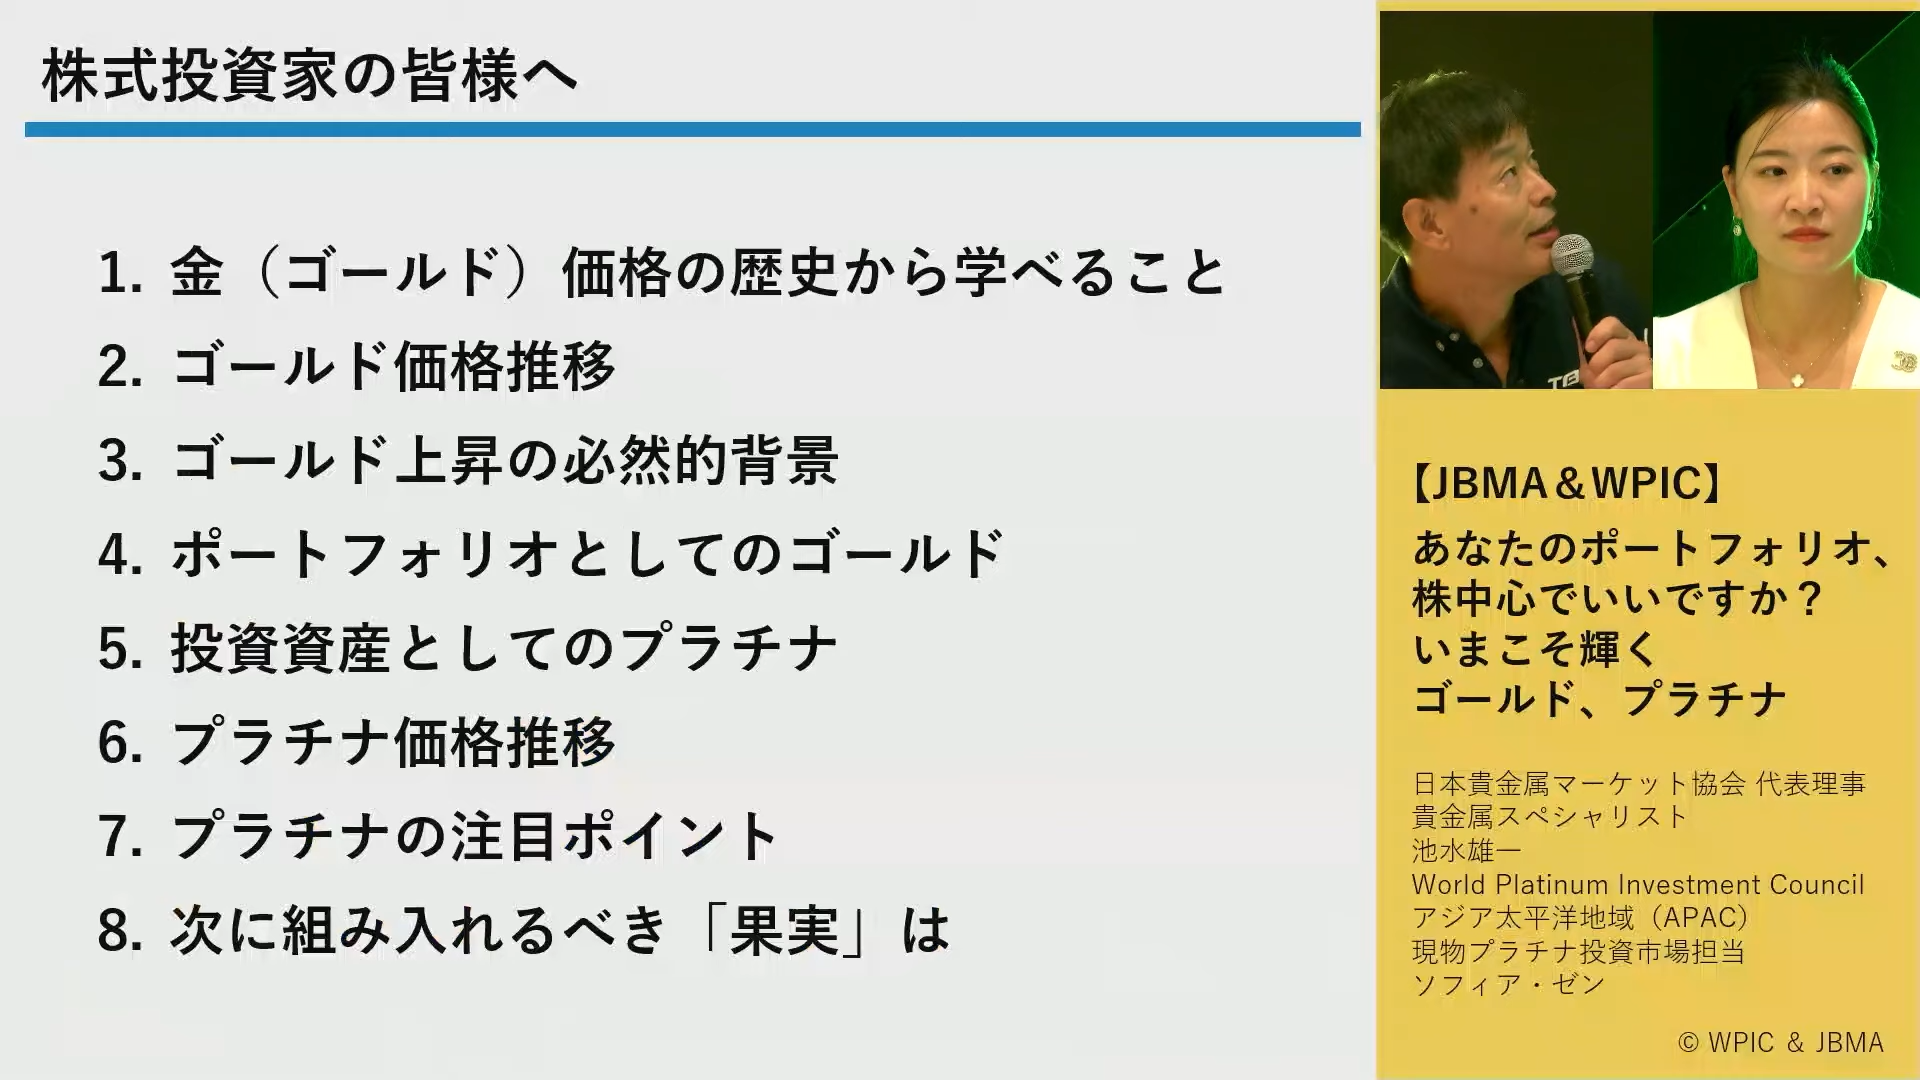 株式投資家の皆様へ
1. 金（ゴールド）価格の歴史から学べること
2. ゴールド価格推移
3. ゴールド上昇の必然的背景
4. ポートフォリオとしてのゴールド
5. 投資資産としてのプラチナ
6. プラチナ価格推移
7. プラチナの注目ポイント
8. 次に組み入れるべき「果実」は
【JBMA＆WPIC】
あなたのポートフォリオ、
株中心でいいですか？
いまこそ輝く
ゴールド、プラチナ
日本貴金属マーケット協会 代表理事
貴金属スペシャリスト
池水雄一
World Platinum Investment Council
アジア太平洋地域（APAC）
現物プラチナ投資市場担当
ソフィア・ゼン
© WPIC ＆ JBMA